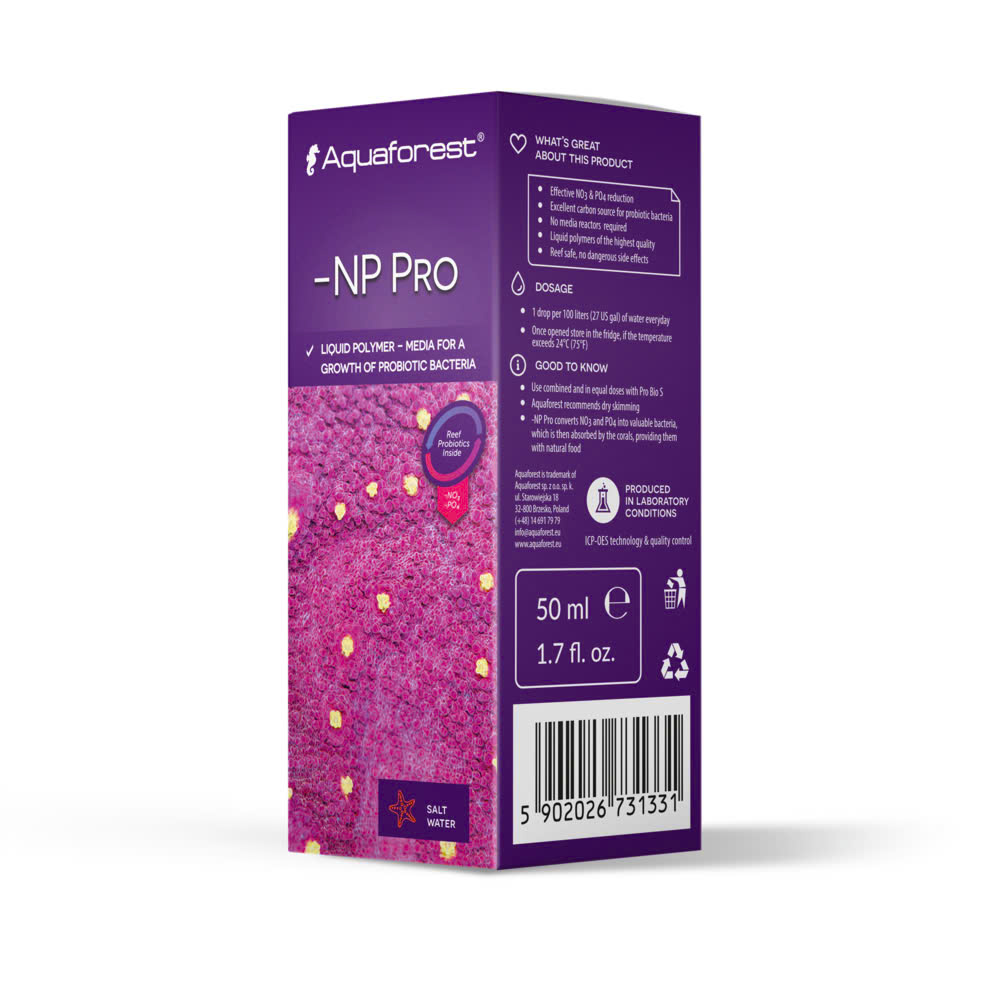 Aquaforest®
–NP PRO
✓ LIQUID POLYMER – MEDIA FOR A
GROWTH OF PROBIOTIC BACTERIA
Reef
Probiotics
Inside
-NO₃
-PO₄
SALT
WATER
WHAT'S GREAT
ABOUT THIS PRODUCT
• Effective NO3 & PO4 reduction
• Excellent carbon source for probiotic bacteria
• No media reactors required
• Liquid polymers of the highest quality
• Reef safe, no dangerous side effects
DOSAGE
• 1 drop per 100 liters (27 US gal) of water everyday
• Once opened store in the fridge, if the temperature
exceeds 24°C (75°F)
GOOD TO KNOW
• Use combined and in equal doses with Pro Bio S
• Aquaforest recommends dry skimming
• -NP Pro converts NO3 and PO4 into valuable bacteria,
which is then absorbed by the corals, providing them
with natural food
Aquaforest is trademark of
Aquaforest sp. z o.o. sp. k.
ul. Starowiejska 18
32-800 Brzesko, Poland
(+48) 14 691 79 79
info@aquaforest.eu
www.aquaforest.eu
PRODUCED
IN LABORATORY
CONDITIONS
ICP-OES technology & quality control
50 ml ℮
1.7 fl. oz.
5 902026 731331